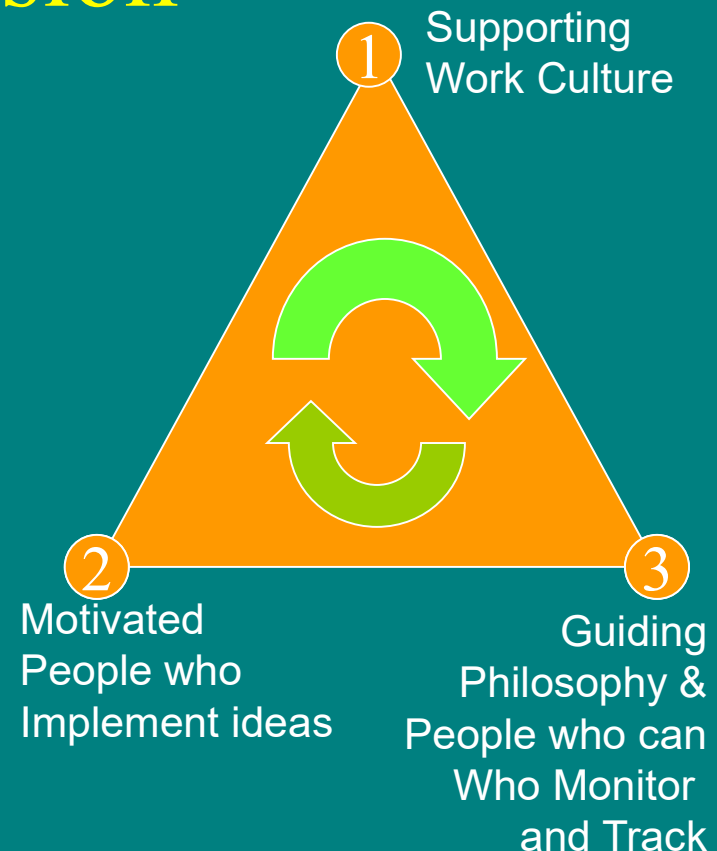 1
Supporting
Work Culture
2
Motivated
People who
Implement ideas
3
Guiding
Philosophy &
People who can
Who Monitor
and Track